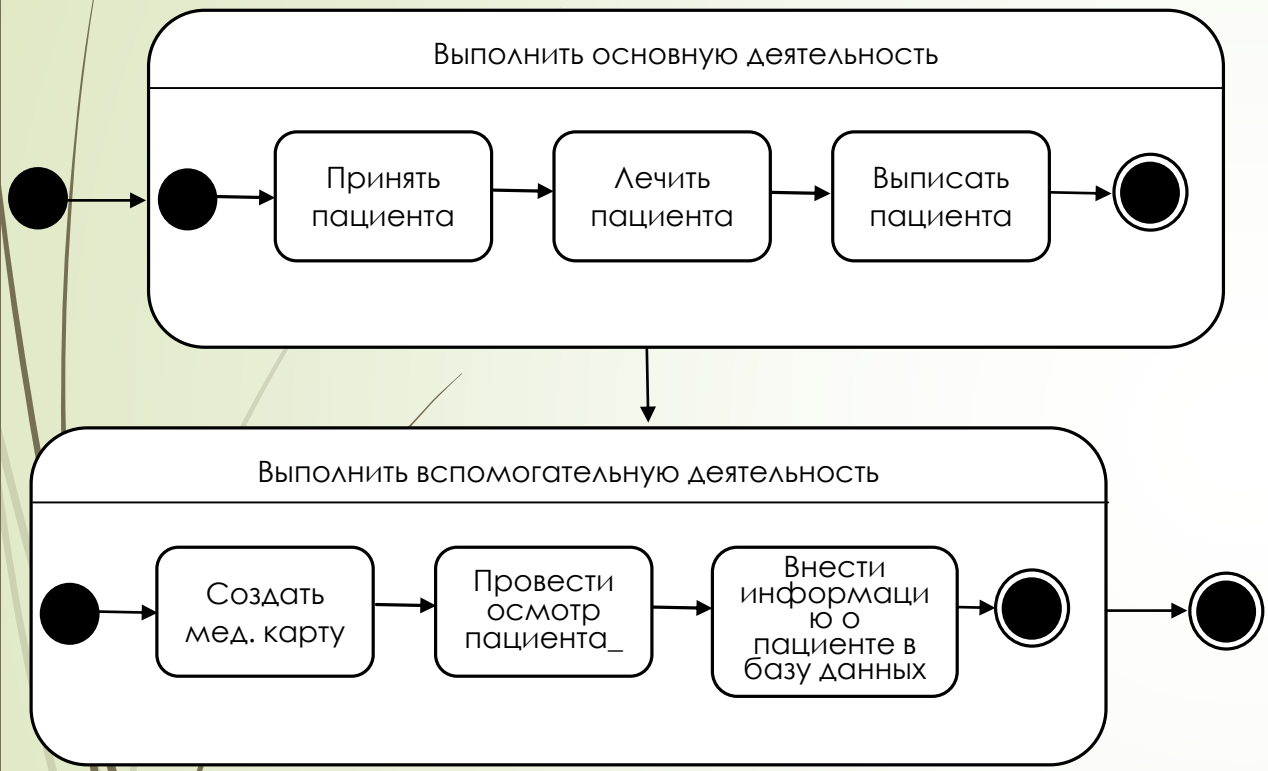 Выполнить основную деятельность
Принять
пациента
Лечить
пациента
Выписать
пациента
Выполнить вспомогательную деятельность
Создать
мед. карту
Провести
осмотр
пациента_
Внести
информаци
ю о
пациенте в
базу данных